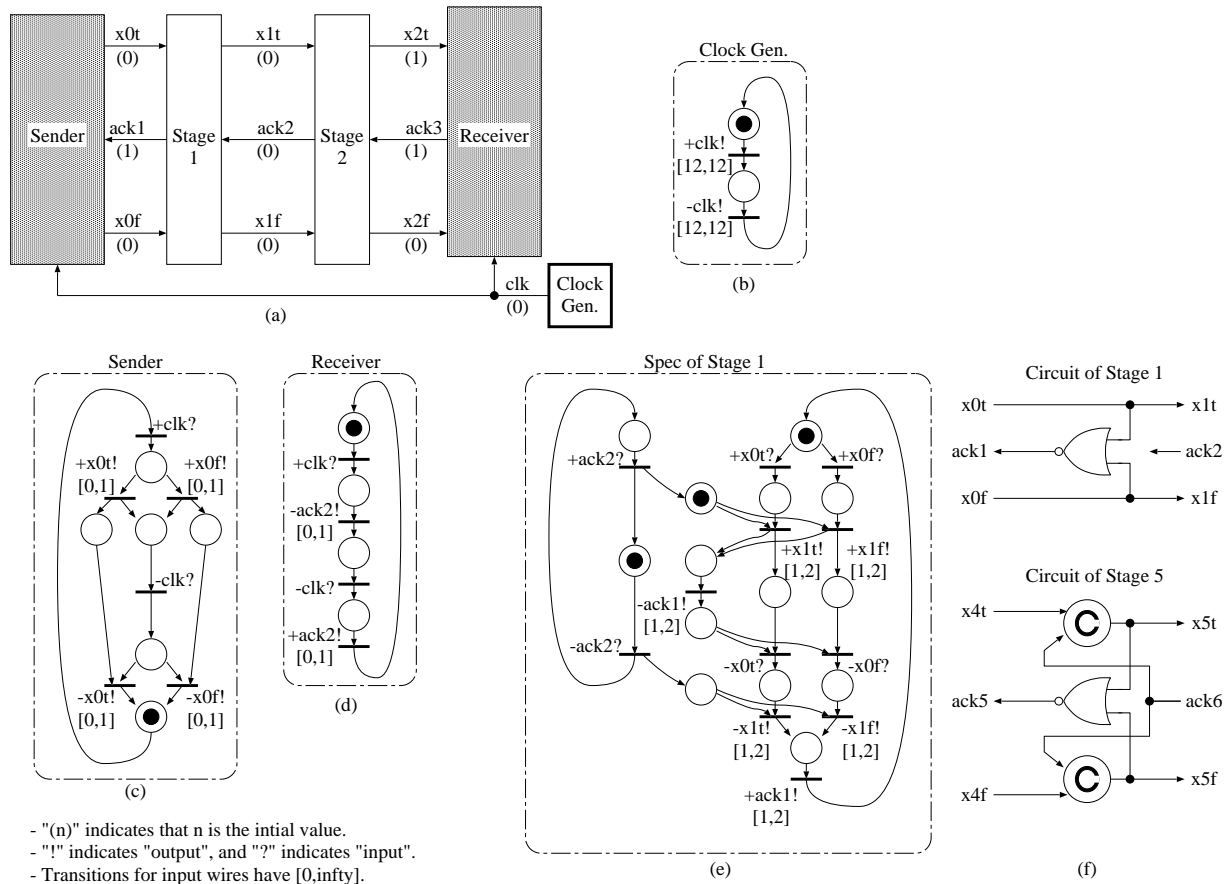 x0t
(0)
x1t
(0)
x2t
(1)
Sender
ack1
(1)
Stage
1
ack2
(0)
Stage
2
ack3
(1)
Receiver
x0f
(0)
x1f
(0)
x2f
(0)
clk
(0)
Clock
Gen.
(a)
Clock Gen.
+clk!
[12,12]
-clk!
[12,12]
(b)
Sender
+clk?
+x0t!
[0,1]
+x0f!
[0,1]
-clk?
-x0t!
[0,1]
-x0f!
[0,1]
(c)
Receiver
+clk?
-ack2!
[0,1]
-clk?
+ack2!
[0,1]
(d)
Spec of Stage 1
+ack2?
+x0t?
+x0f?
+x1t!
[1,2]
+x1f!
[1,2]
-ack1!
[1,2]
-ack2?
-x0t?
-x0f?
-x1t!
[1,2]
-x1f!
[1,2]
+ack1!
[1,2]
(e)
Circuit of Stage 1
x0t
x1t
ack1
ack2
x0f
x1f
Circuit of Stage 5
x4t
C
x5t
ack5
ack6
C
x4f
x5f
(f)
- "(n)" indicates that n is the intial value.
- "!" indicates "output", and "?" indicates "input".
- Transitions for input wires have [0,infty].